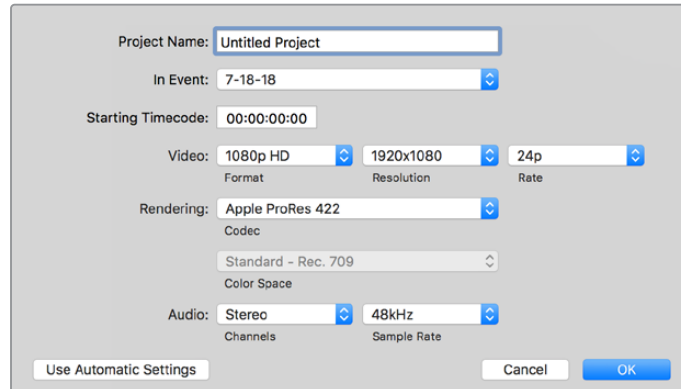 Project Name: Untitled Project
In Event: 7-18-18
Starting Timecode: 00:00:00:00
Video: 1080p HD 1920x1080 24p
Format Resolution Rate
Rendering: Apple ProRes 422
Codec
Standard - Rec. 709
Color Space
Audio: Stereo 48kHz
Channels Sample Rate
Use Automatic Settings Cancel OK